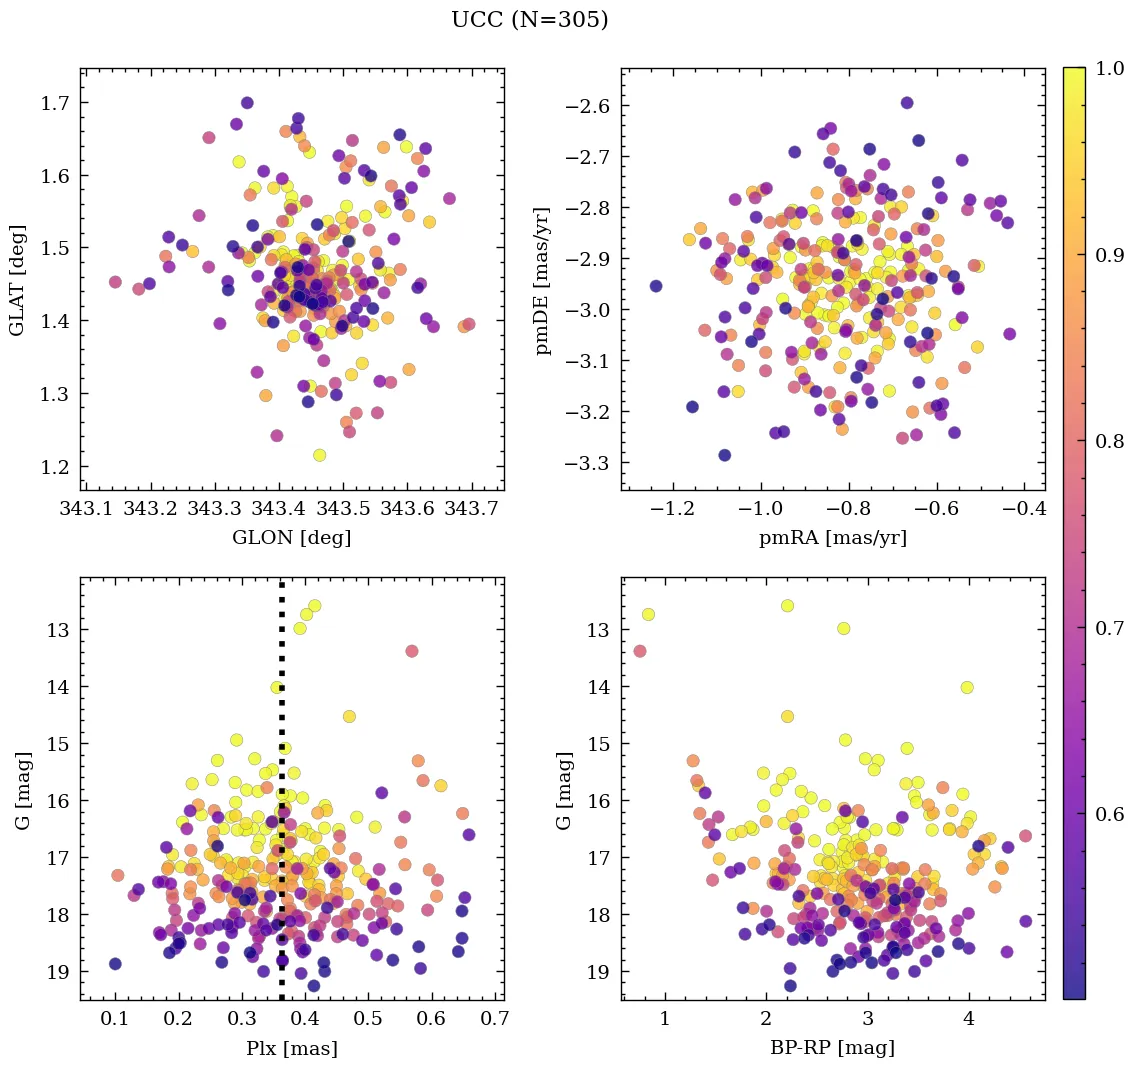 UCC (N=305)
1.7
1.6
1.5
1.4
1.3
1.2
GLAT [deg]
343.1 343.2 343.3 343.4 343.5 343.6 343.7
GLON [deg]
−2.6
−2.7
−2.8
−2.9
−3.0
−3.1
−3.2
−3.3
pmDE [mas/yr]
−1.2 −1.0 −0.8 −0.6 −0.4
pmRA [mas/yr]
1.0
0.9
0.8
0.7
0.6
13
14
15
16
17
18
19
G [mag]
0.1 0.2 0.3 0.4 0.5 0.6 0.7
Plx [mas]
13
14
15
16
17
18
19
G [mag]
1 2 3 4
BP-RP [mag]